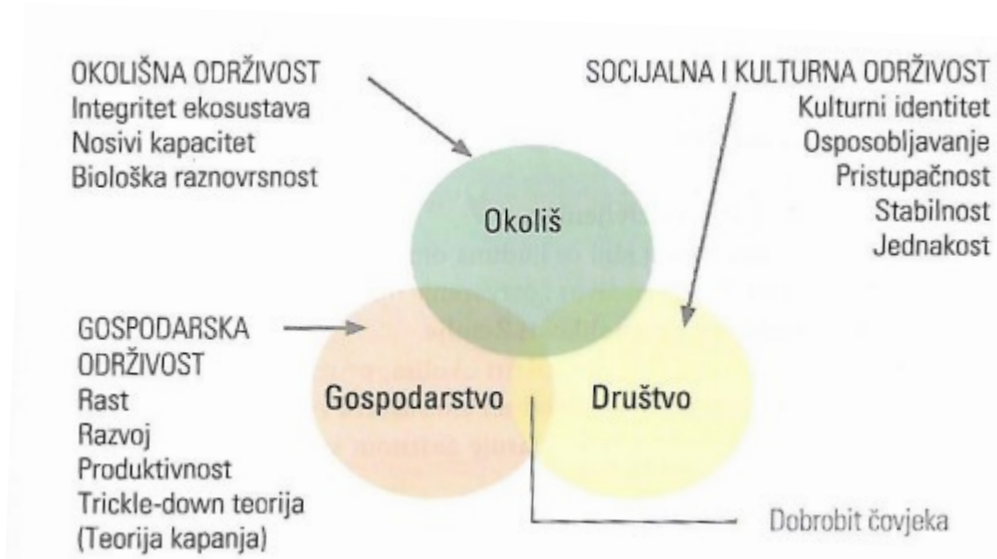 OKOLIŠNA ODRŽIVOST
Integritet ekosustava
Nosivi kapacitet
Biološka raznovrsnost
SOCIJALNA I KULTURNA ODRŽIVOST
Kulturni identitet
Osposobljavanje
Pristupačnost
Stabilnost
Jednakost
Okoliš
GOSPODARSKA
ODRŽIVOST
Rast
Razvoj
Produktivnost
Trickle-down teorija
(Teorija kapanja)
Gospodarstvo
Društvo
Dobrobit čovjeka